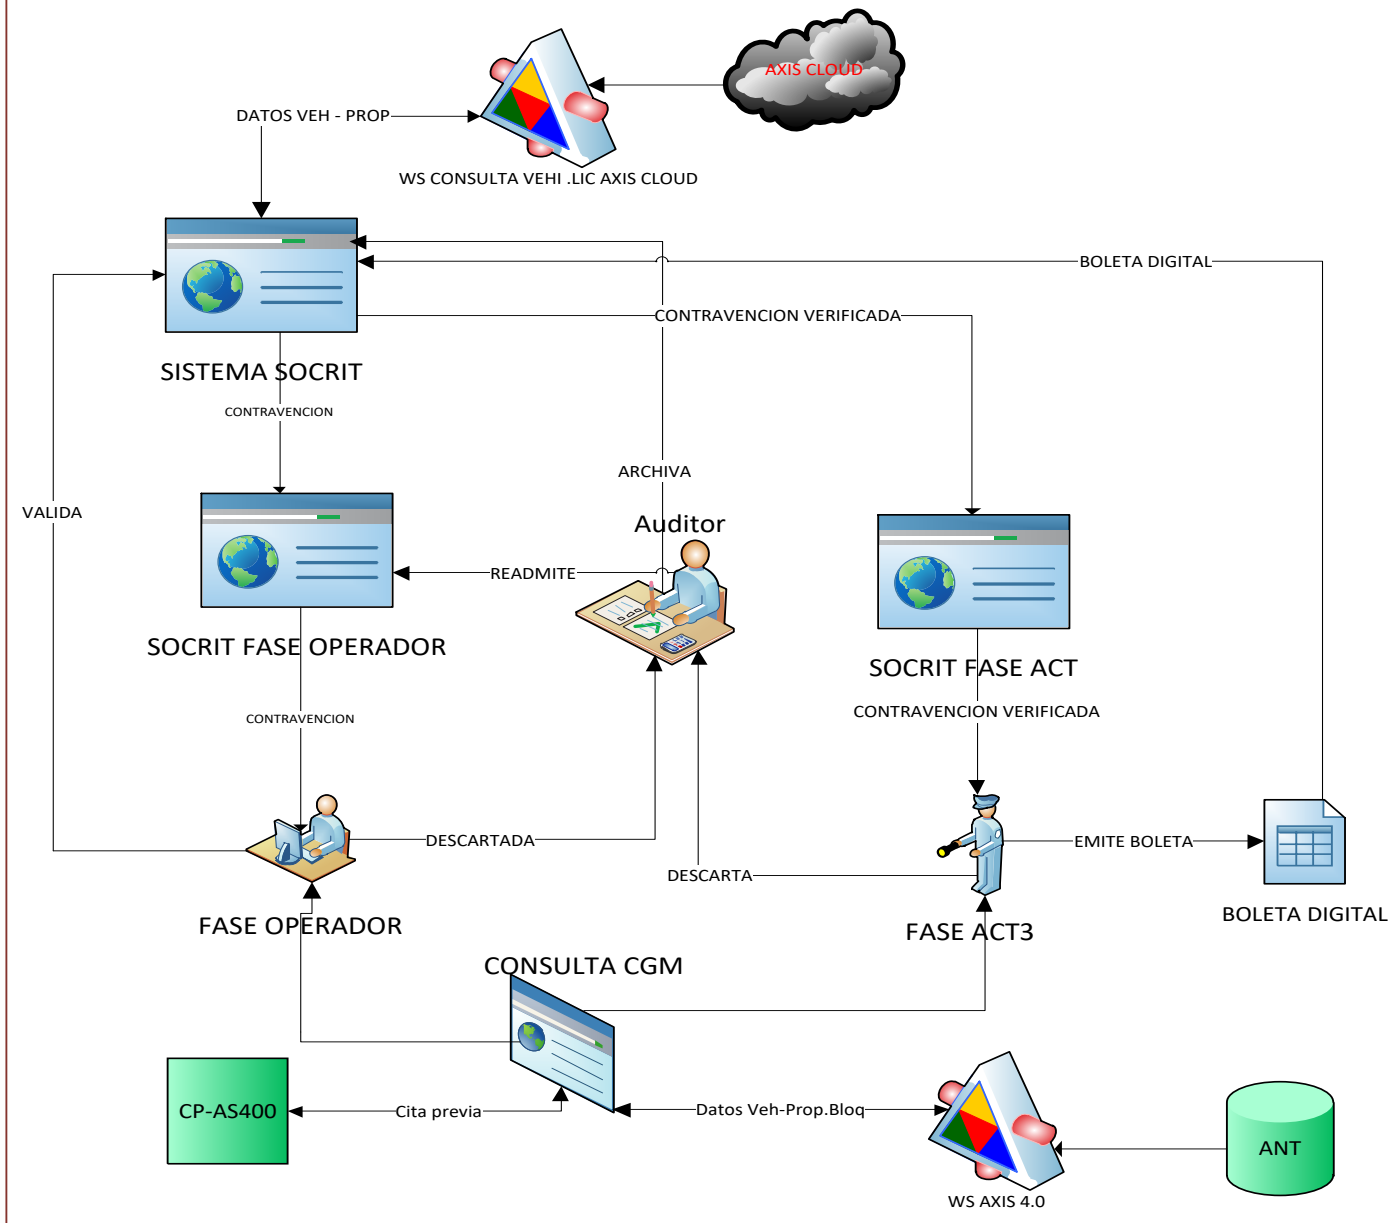 AXIS CLOUD
DATOS VEH - PROP
WS CONSULTA VEHI .LIC AXIS CLOUD
BOLETA DIGITAL
CONTRAVENCION VERIFICADA
SISTEMA SOCRIT
CONTRAVENCION
ARCHIVA
VALIDA
Auditor
READMITE
SOCRIT FASE OPERADOR
SOCRIT FASE ACT
CONTRAVENCION
CONTRAVENCION VERIFICADA
DESCARTADA
EMITE BOLETA
DESCARTA
BOLETA DIGITAL
FASE OPERADOR
FASE ACT3
CONSULTA CGM
CP-AS400
Cita previa
Datos Veh-Prop.Bloq
ANT
WS AXIS 4.0